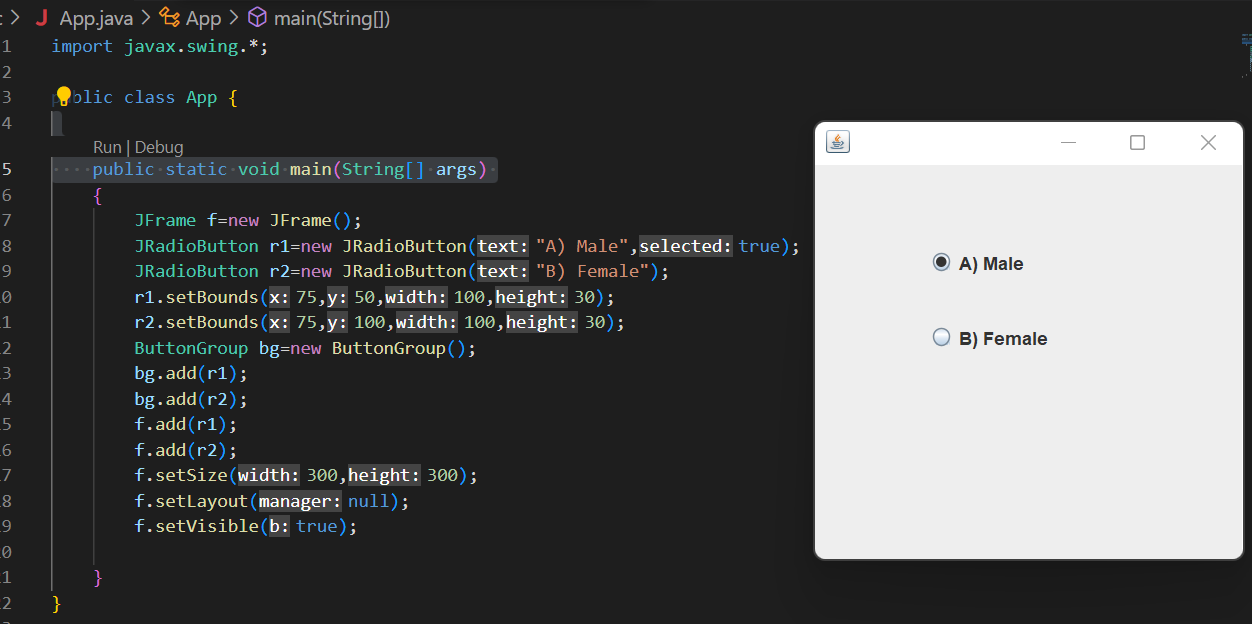 App.java > App > main(String[])
1 import javax.swing.*;
2
3 public class App {
4
Run | Debug
5 public static void main(String[] args)
6 {
7 JFrame f=new JFrame();
8 JRadioButton r1=new JRadioButton(text: "A) Male",selected: true);
9 JRadioButton r2=new JRadioButton(text: "B) Female");
0 r1.setBounds(x: 75,y: 50,width: 100,height: 30);
1 r2.setBounds(x: 75,y: 100,width: 100,height: 30);
2 ButtonGroup bg=new ButtonGroup();
3 bg.add(r1);
4 bg.add(r2);
5 f.add(r1);
6 f.add(r2);
7 f.setSize(width: 300,height: 300);
8 f.setLayout(manager: null);
9 f.setVisible(b: true);
0
1 }
2 }
A) Male
B) Female